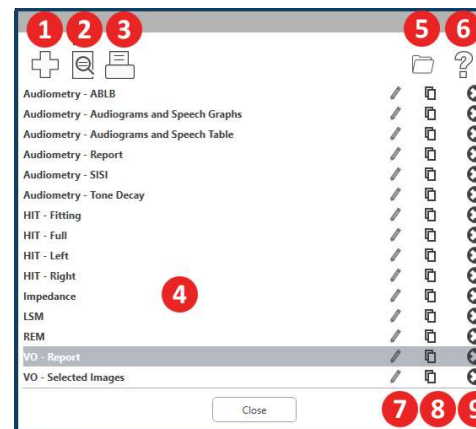 1 2 3 5 6
Audiometry - ABLB
Audiometry - Audiograms and Speech Graphs
Audiometry - Audiograms and Speech Table
Audiometry - Report
Audiometry - SISI
Audiometry - Tone Decay
HIT - Fitting
HIT - Full
HIT - Left
HIT - Right
Impedance 4
LSM
REM
VO - Report
VO - Selected Images
Close 7 8 9